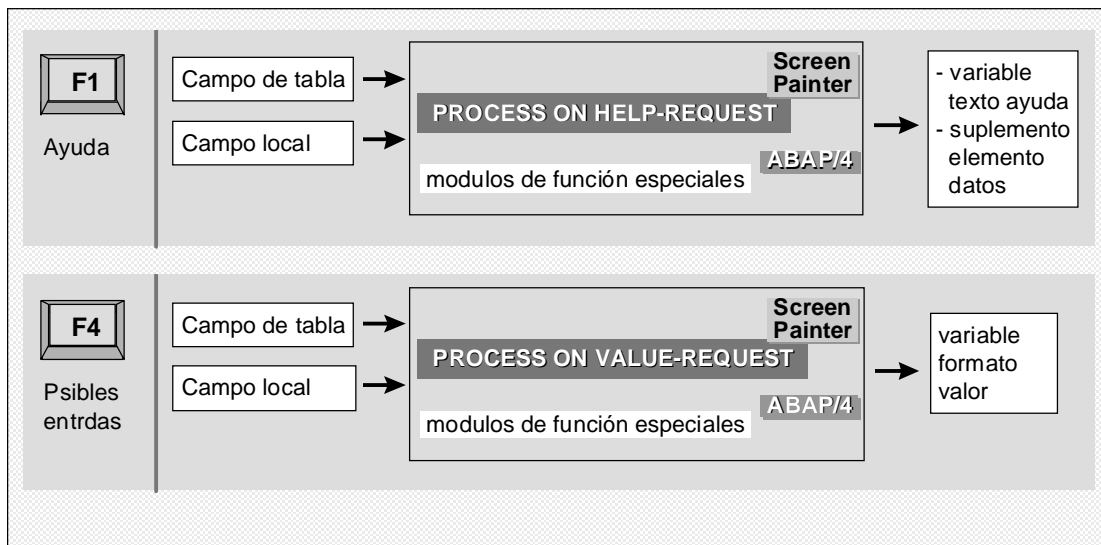 F1
Ayuda
Campo de tabla
Campo local
Screen
Painter
PROCESS ON HELP-REQUEST
ABAP/4
modulos de función especiales
- variable
texto ayuda
- suplemento
elemento
datos
F4
Psibles
entrdas
Campo de tabla
Campo local
Screen
Painter
PROCESS ON VALUE-REQUEST
ABAP/4
modulos de función especiales
variable
formato
valor